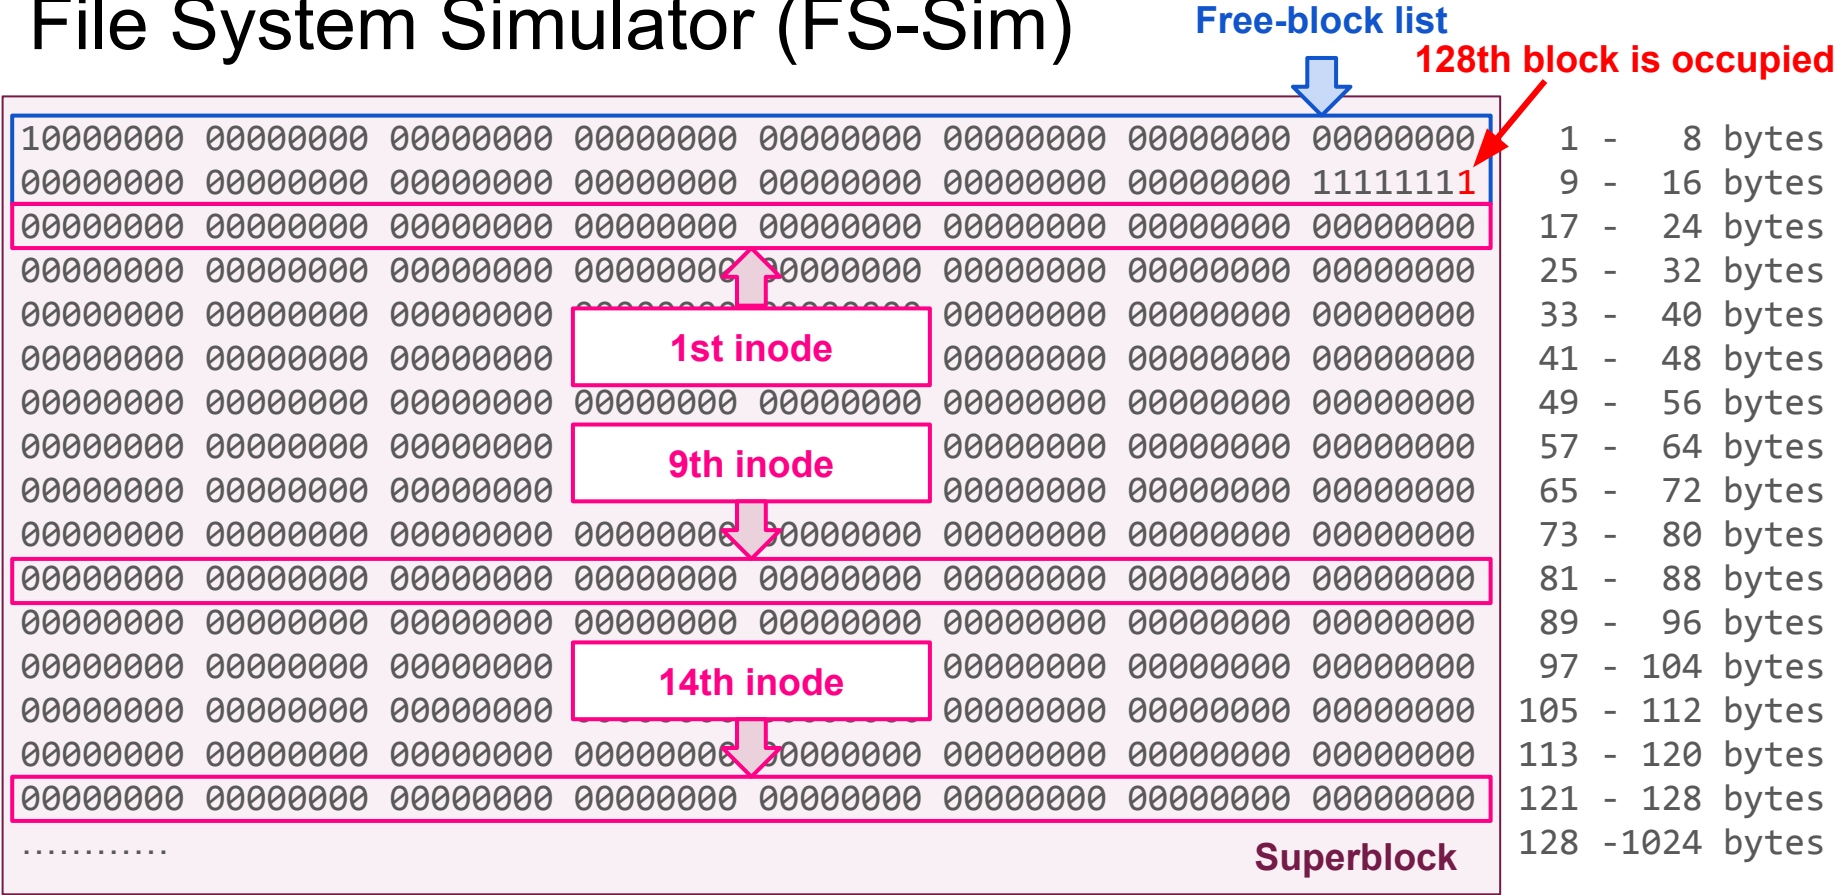 File System Simulator (FS-Sim)
Free-block list
128th block is occupied
10000000 00000000 00000000 00000000 00000000 00000000 00000000 00000000 1 - 8 bytes
00000000 00000000 00000000 00000000 00000000 00000000 00000000 11111111 9 - 16 bytes
00000000 00000000 00000000 00000000 00000000 00000000 00000000 00000000 17 - 24 bytes
00000000 00000000 00000000 00000000 00000000 00000000 00000000 00000000 25 - 32 bytes
00000000 00000000 00000000 00000000 00000000 00000000 00000000 00000000 33 - 40 bytes
1st inode
00000000 00000000 00000000 00000000 00000000 00000000 41 - 48 bytes
00000000 00000000 00000000 00000000 00000000 00000000 00000000 00000000 49 - 56 bytes
00000000 00000000 00000000 00000000 00000000 00000000 57 - 64 bytes
9th inode
00000000 00000000 00000000 00000000 00000000 00000000 65 - 72 bytes
00000000 00000000 00000000 00000000 00000000 00000000 00000000 00000000 73 - 80 bytes
00000000 00000000 00000000 00000000 00000000 00000000 00000000 00000000 81 - 88 bytes
00000000 00000000 00000000 00000000 00000000 00000000 00000000 00000000 89 - 96 bytes
00000000 00000000 00000000 00000000 00000000 00000000 97 - 104 bytes
14th inode
00000000 00000000 00000000 00000000 00000000 00000000 105 - 112 bytes
00000000 00000000 00000000 00000000 00000000 00000000 00000000 00000000 113 - 120 bytes
00000000 00000000 00000000 00000000 00000000 00000000 00000000 00000000 121 - 128 bytes
............ 128 -1024 bytes
Superblock